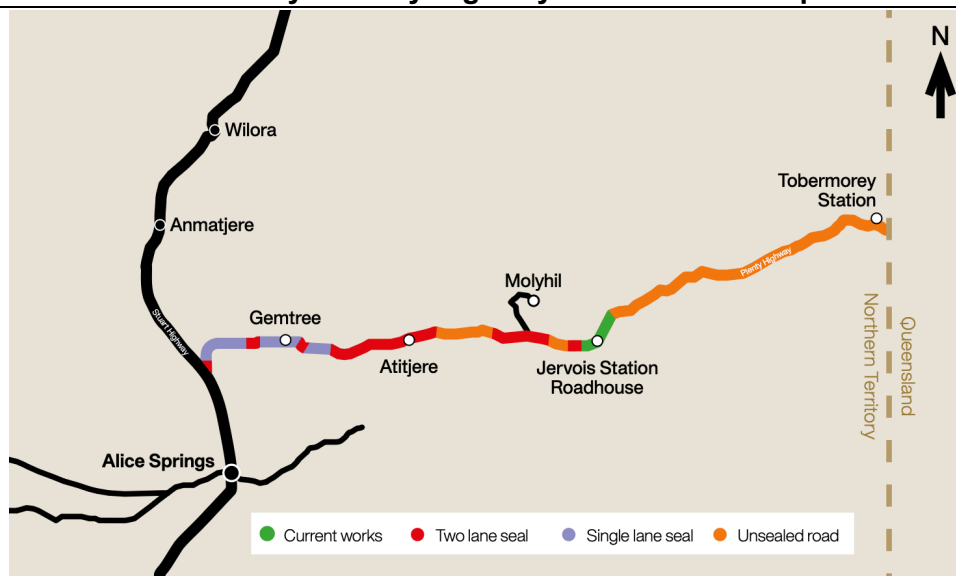 N
Wilora
Tobermorey
Station
Anmatjere
Plenty Highway
Molyhil
Stuart Highway
Gemtree
Atitjere
Jervois Station
Roadhouse
Northern Territory
Queensland
Alice Springs
Current works
Two lane seal
Single lane seal
Unsealed road